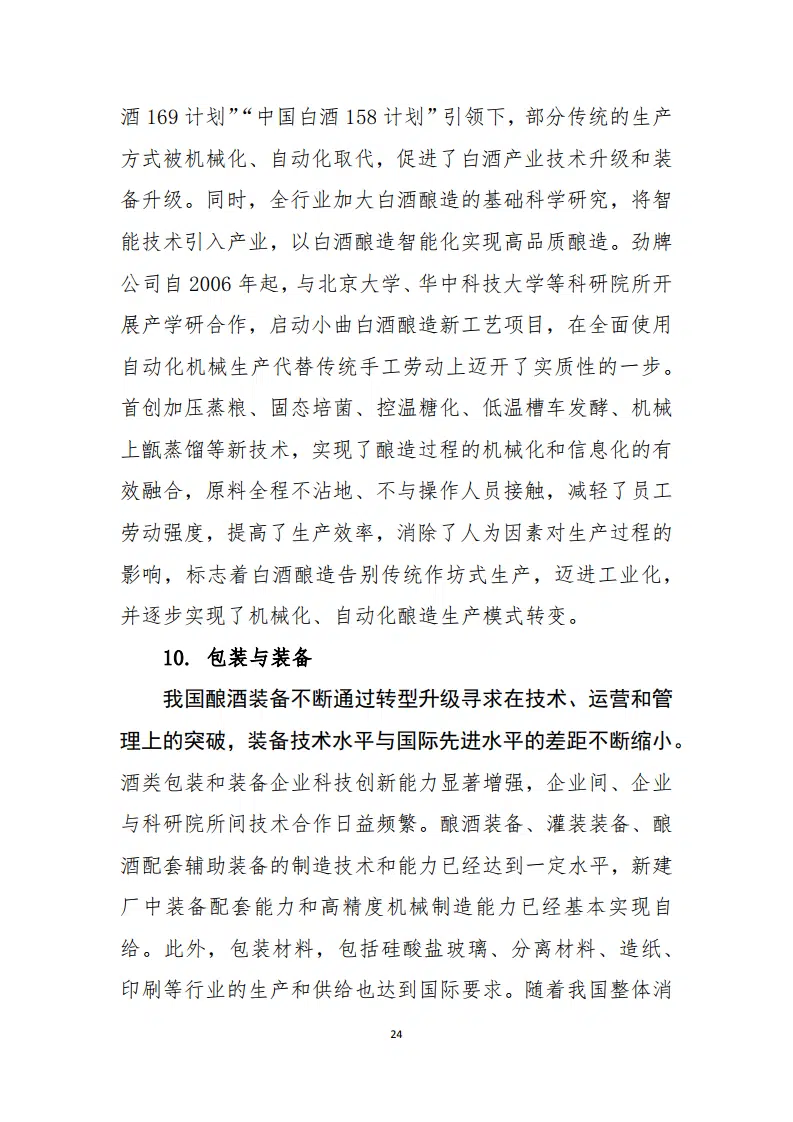 酒 169 计划”“中国白酒 158 计划”引领下，部分传统的生产
方式被机械化、自动化取代，促进了白酒产业技术升级和装
备升级。同时，全行业加大白酒酿造的基础科学研究，将智
能技术引入产业，以白酒酿造智能化实现高品质酿造。劲牌
公司自 2006 年起，与北京大学、华中科技大学等科研院所开
展产学研合作，启动小曲白酒酿造新工艺项目，在全面使用
自动化机械生产代替传统手工劳动上迈开了实质性的一步。
首创加压蒸粮、固态培菌、控温糖化、低温槽车发酵、机械
上甑蒸馏等新技术，实现了酿造过程的机械化和信息化的有
效融合，原料全程不沾地、不与操作人员接触，减轻了员工
劳动强度，提高了生产效率，消除了人为因素对生产过程的
影响，标志着白酒酿造告别传统作坊式生产，迈进工业化，
并逐步实现了机械化、自动化酿造生产模式转变。
10. 包装与装备
我国酿酒装备不断通过转型升级寻求在技术、运营和管
理上的突破，装备技术水平与国际先进水平的差距不断缩小。
酒类包装和装备企业科技创新能力显著增强，企业间、企业
与科研院所间技术合作日益频繁。酿酒装备、灌装装备、酿
酒配套辅助装备的制造技术和能力已经达到一定水平，新建
厂中装备配套能力和高精度机械制造能力已经基本实现自
给。此外，包装材料，包括硅酸盐玻璃、分离材料、造纸、
印刷等行业的生产和供给也达到国际要求。随着我国整体消
24